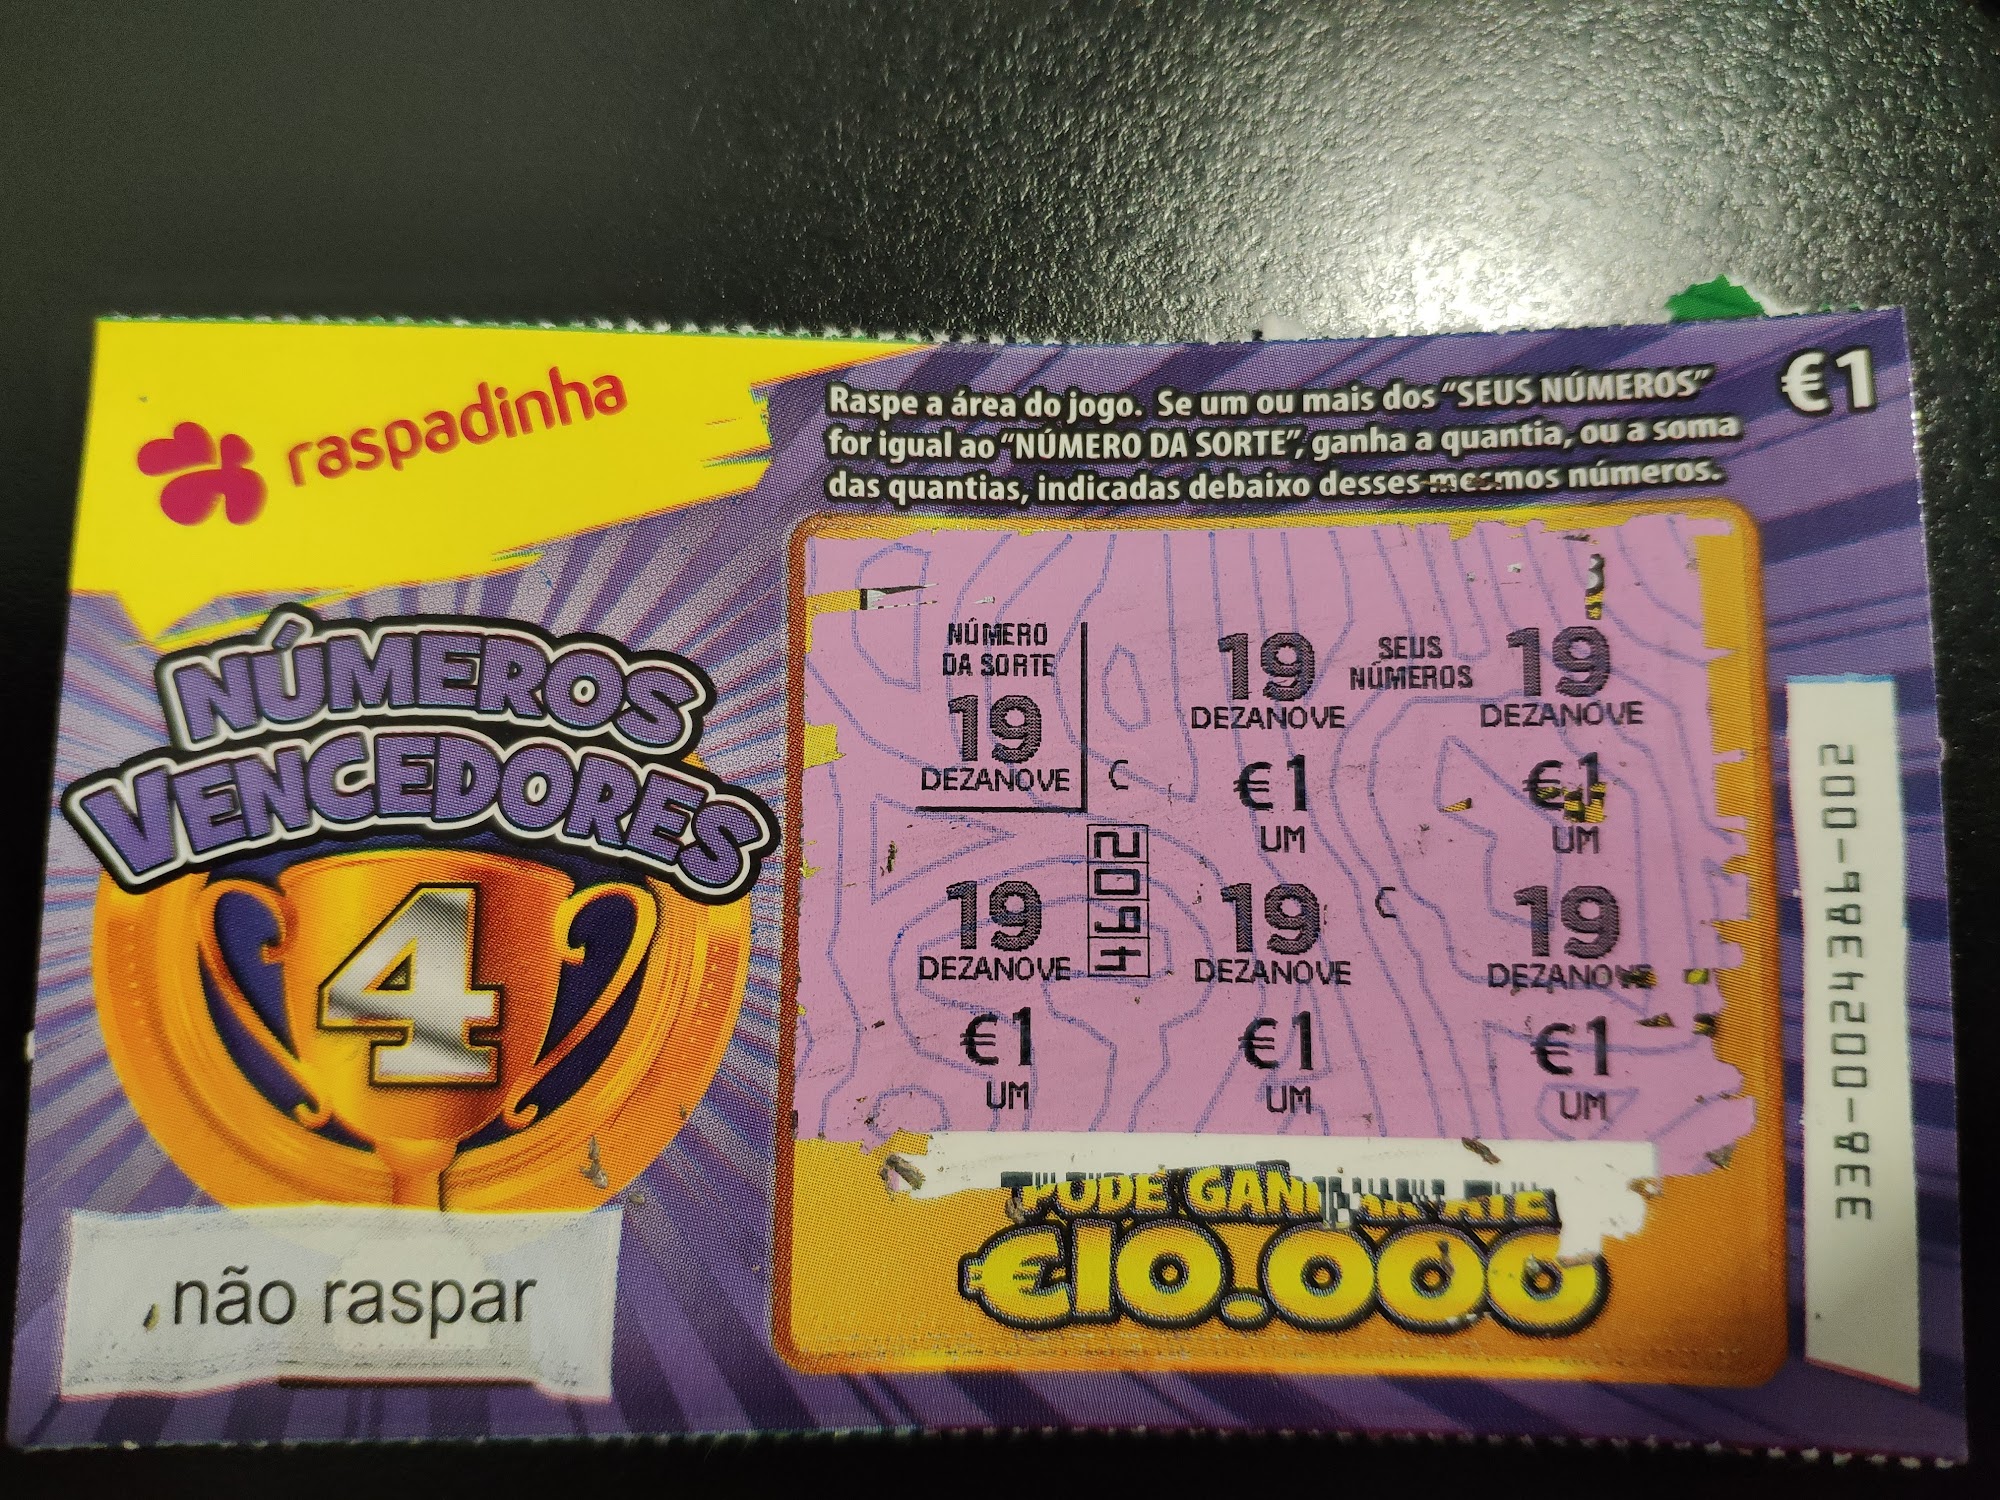 raspadinha
Raspe a área do jogo. Se um ou mais dos "SEUS NÚMEROS"
for igual ao "NÚMERO DA SORTE", ganha a quantia, ou a soma
das quantias, indicadas debaixo desses mesmos números.
€1
NÚMEROS
VENCEDORES
4
NÚMERO
DA SORTE
19
DEZANOVE
19
DEZANOVE
€1
UM
SEUS
NÚMEROS
19
DEZANOVE
€1
UM
C
4602
19
DEZANOVE
€1
UM
19
DEZANOVE
€1
UM
C
19
DEZANOVE
€1
UM
PODE GANHAR ATÉ
€10.000
não raspar